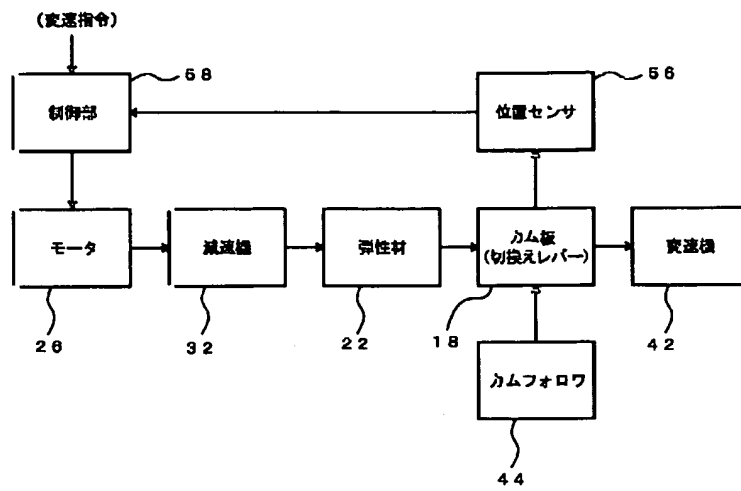 (変速指令)
58
56
制御部
位置センサ
モータ
減速機
弾性材
カム板
(切換えレバー)
変速機
26
32
22
18
42
カムフォロワ
44